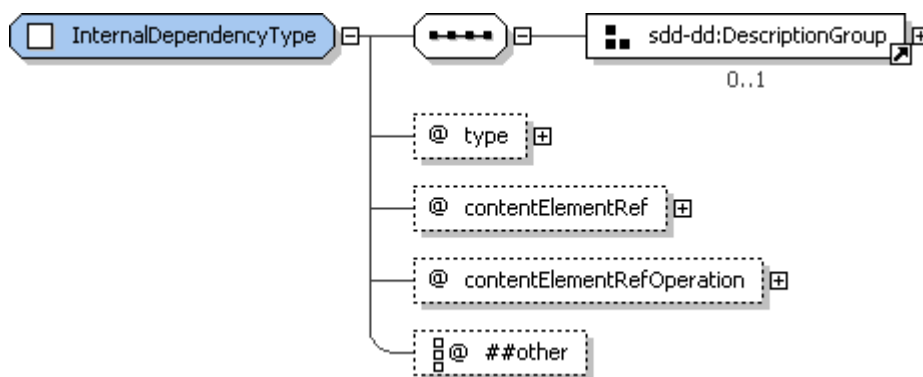 InternalDependencyType
sdd-dd:DescriptionGroup
0..1
@ type
@ contentElementRef
@ contentElementRefOperation
@ ##other